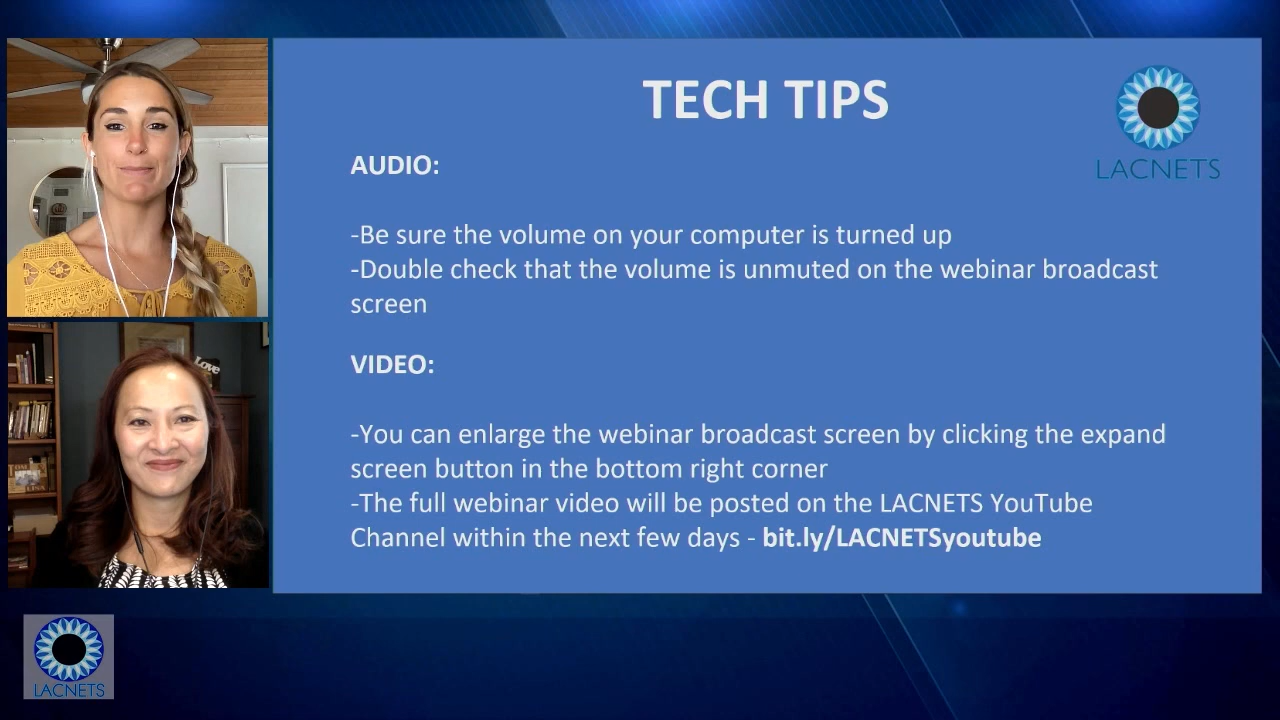 TECH TIPS
LACNETS
AUDIO:
-Be sure the volume on your computer is turned up
-Double check that the volume is unmuted on the webinar broadcast
screen
VIDEO:
-You can enlarge the webinar broadcast screen by clicking the expand
screen button in the bottom right corner
-The full webinar video will be posted on the LACNETS YouTube
Channel within the next few days - bit.ly/LACNETSyoutube
Love
LACNETS